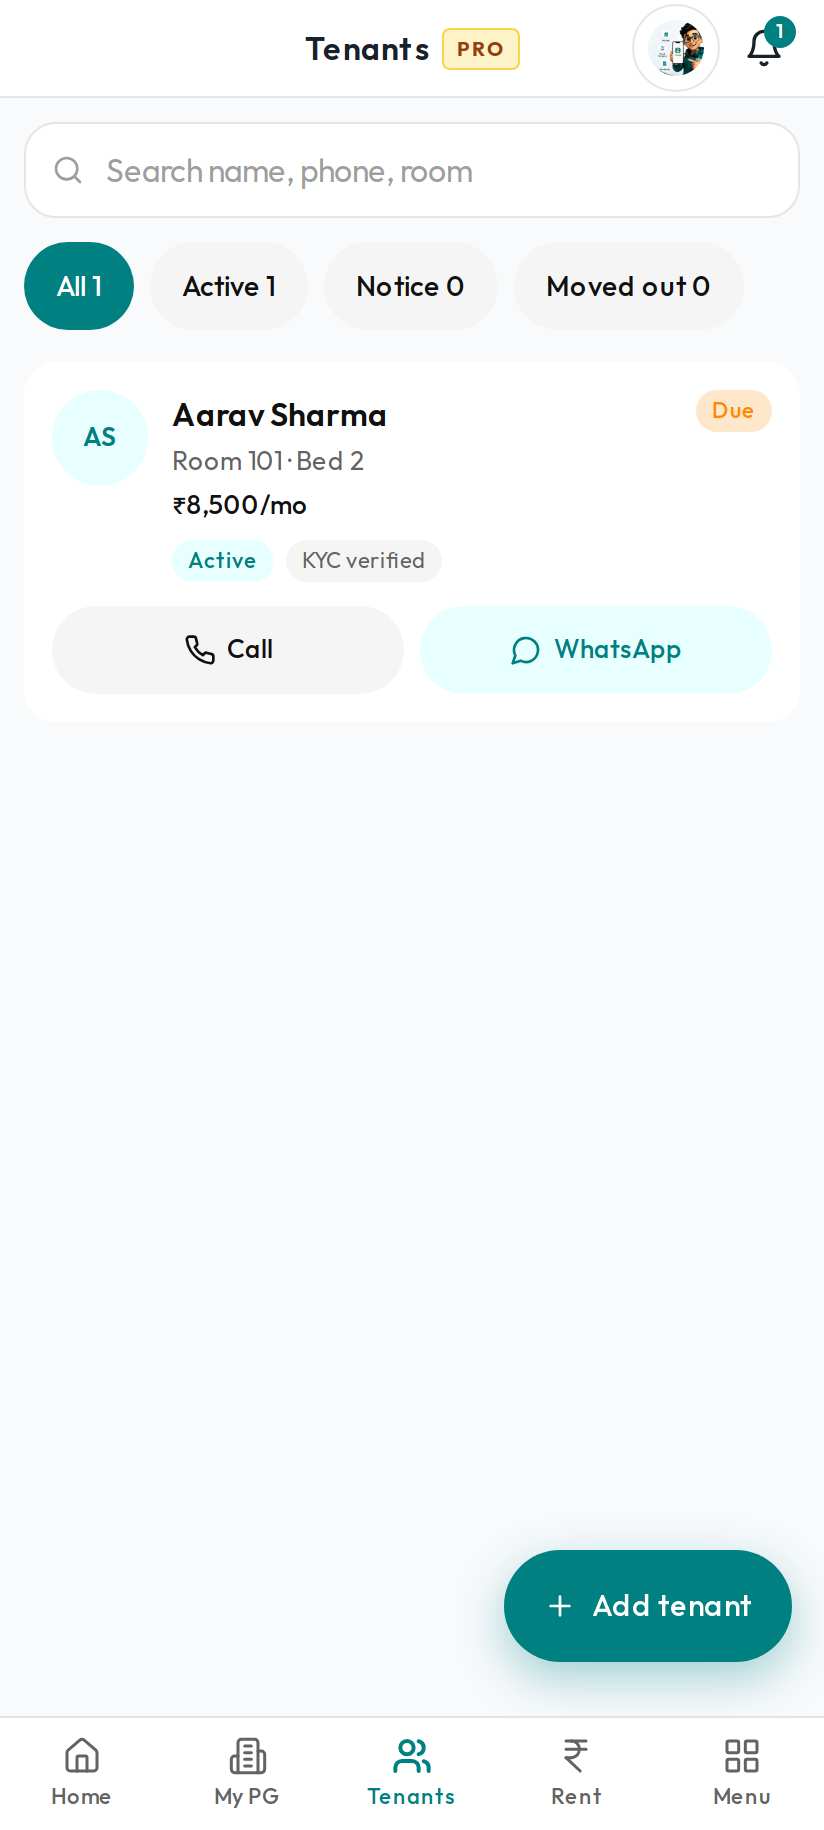 Tenants PRO
1
Search name, phone, room
All 1 Active 1 Notice 0 Moved out 0
AS
Aarav Sharma
Due
Room 101 · Bed 2
₹8,500/mo
Active KYC verified
Call WhatsApp
+ Add tenant
Home My PG Tenants Rent Menu